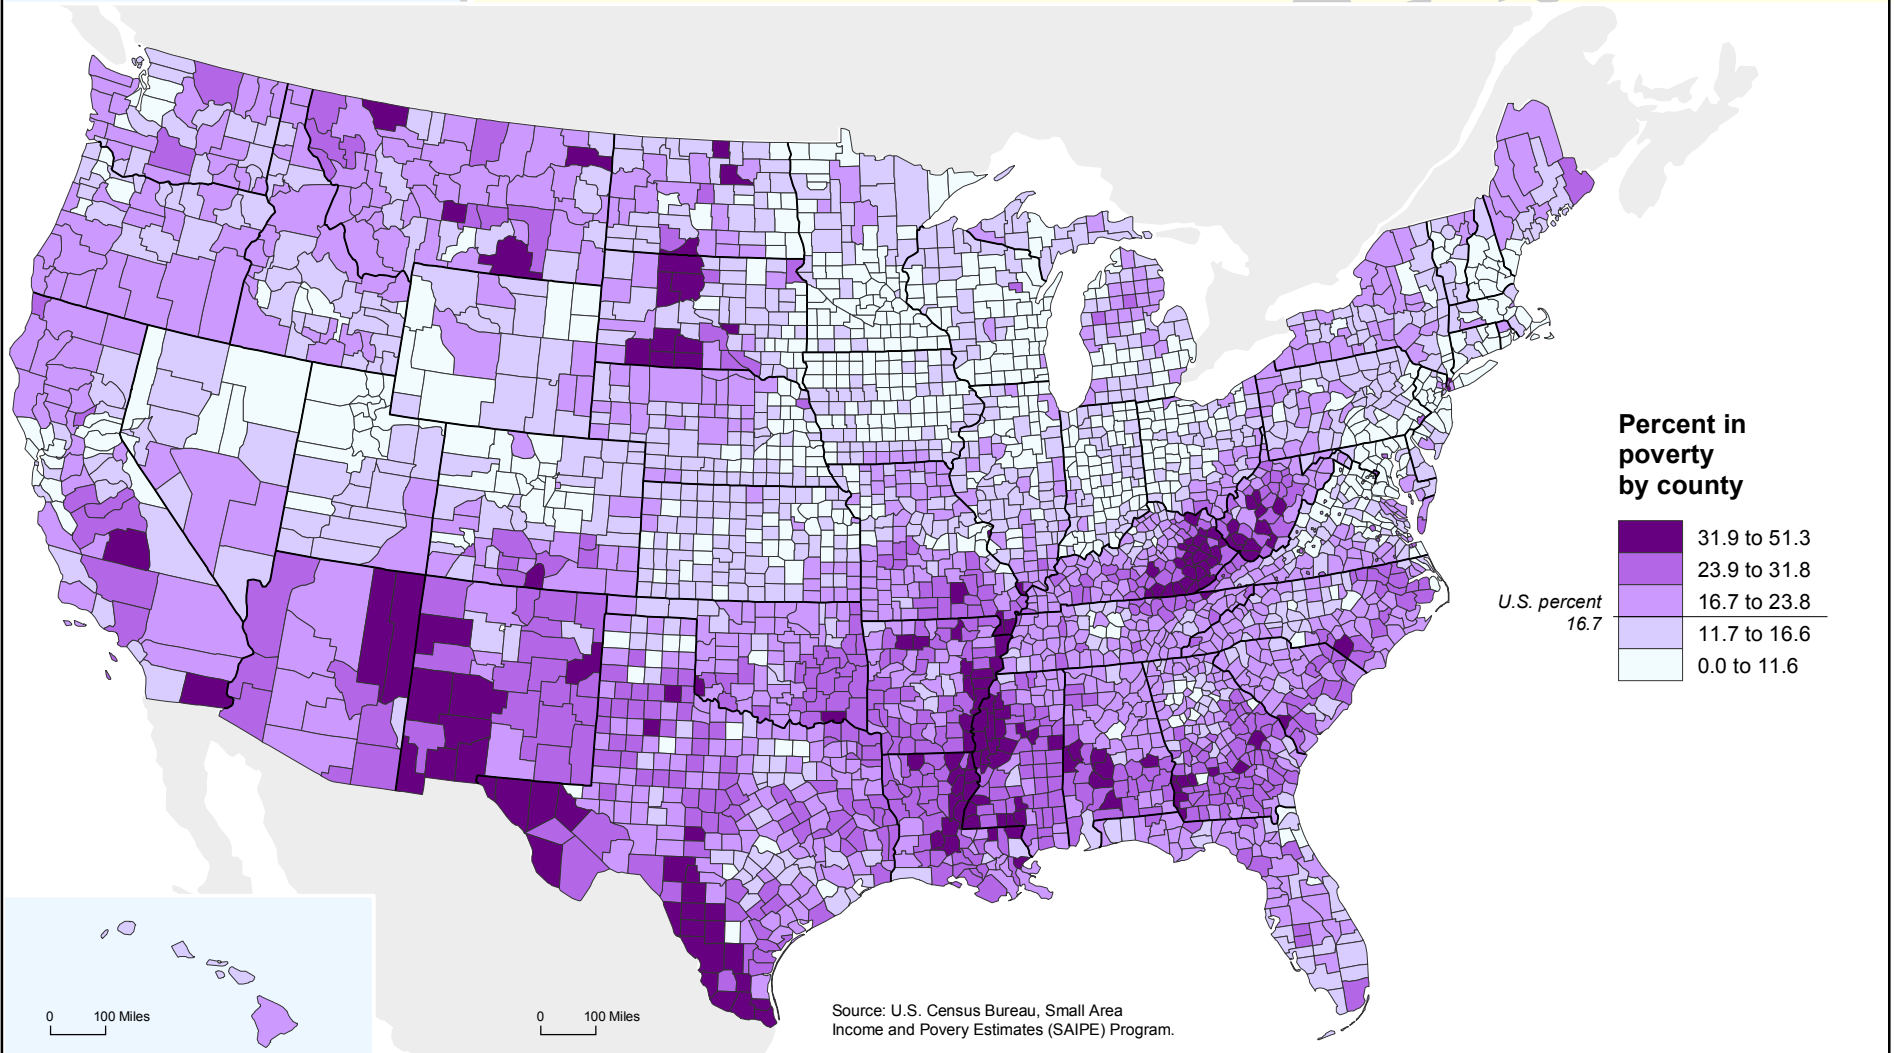 Percent in
poverty
by county
31.9 to 51.3
23.9 to 31.8
16.7 to 23.8
U.S. percent
16.7
11.7 to 16.6
0.0 to 11.6
0 100 Miles
0 100 Miles
Source: U.S. Census Bureau, Small Area
Income and Povery Estimates (SAIPE) Program.